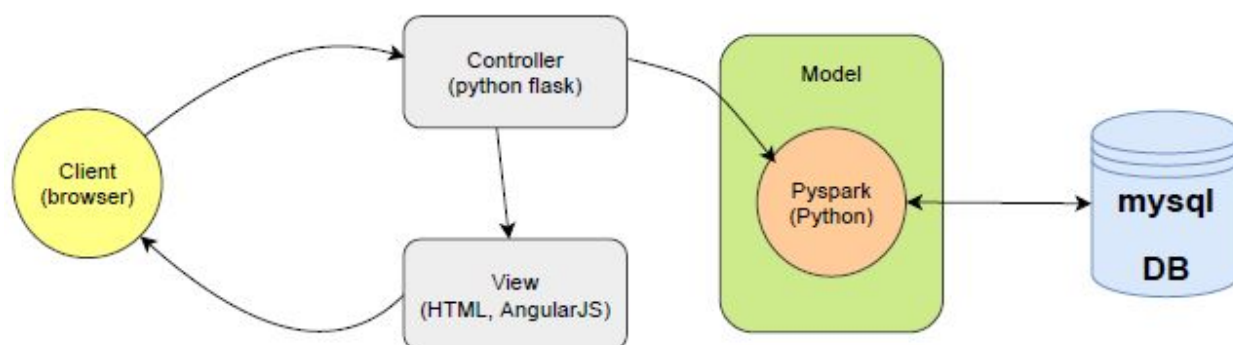 Client
(browser)
Controller
(python flask)
View
(HTML, AngularJS)
Model
Pyspark
(Python)
mysql
DB